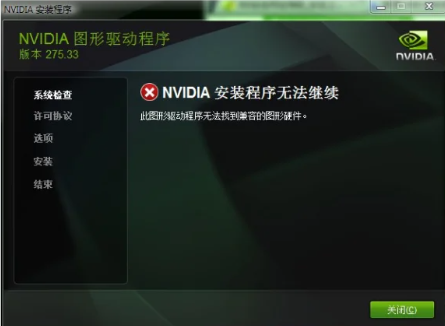 NVIDIA 安装程序
NVIDIA 图形驱动程序
版本 275.33
NVIDIA
系统检查
许可协议
选项
安装
结束
NVIDIA 安装程序无法继续
此图形驱动程序无法找到兼容的图形硬件。
关闭(C)